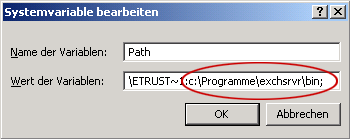 Systemvariable bearbeiten
Name der Variablen: Path
Wert der Variablen: \ETRUST~1;c:\Programme\exchsrvr\bin;
OK Abbrechen